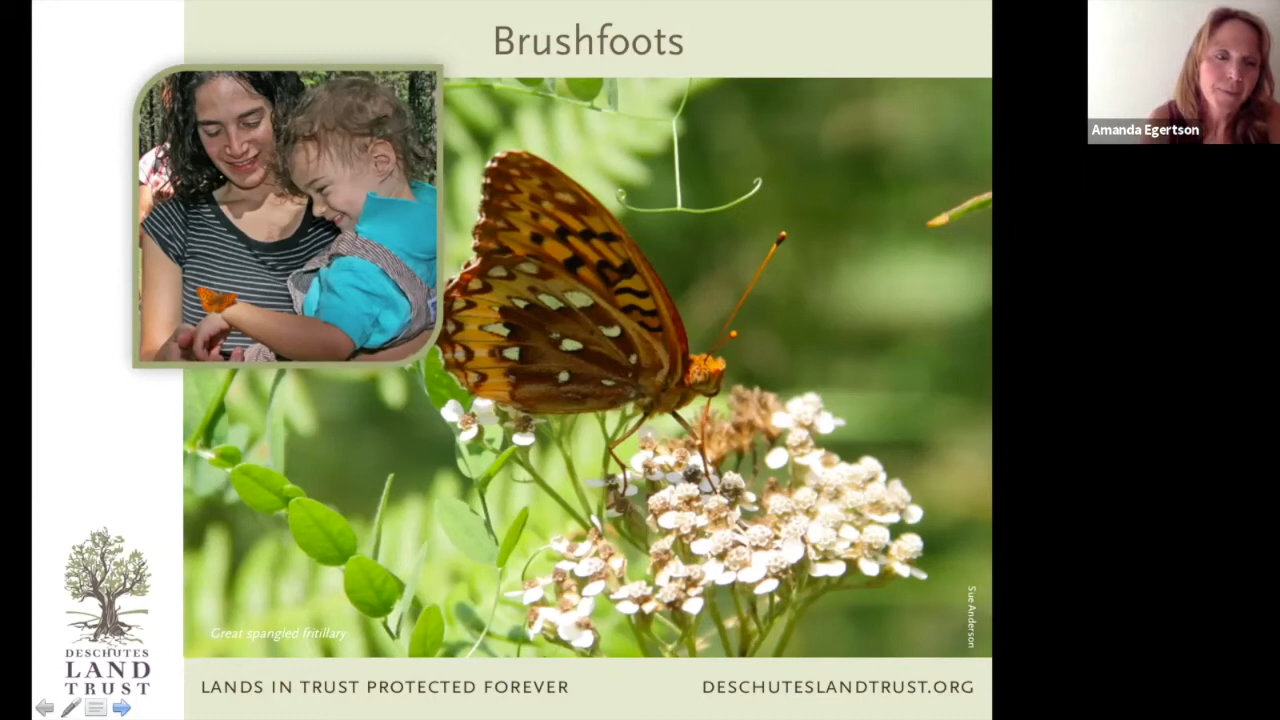 Brushfoots
Amanda Egertson
Sue Anderson
Great spangled fritillary
DESCHUTES
LAND
TRUST
LANDS IN TRUST PROTECTED FOREVER
DESCHUTESLANDTRUST.ORG